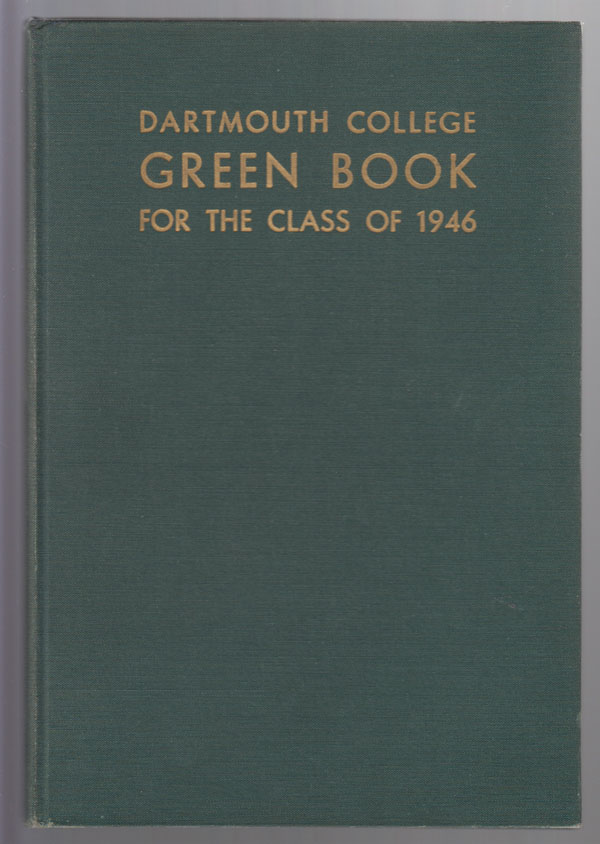 DARTMOUTH COLLEGE
GREEN BOOK
FOR THE CLASS OF 1946